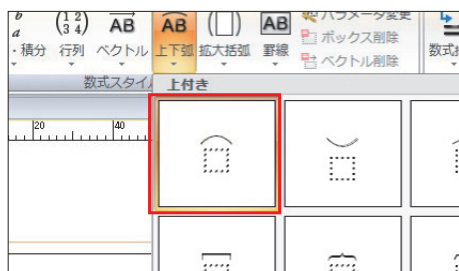 b
a
(1 2
3 4)
AB
AB
( )
AB
パラメータ変更
ボックス削除
ベクトル削除
・積分
行列
ベクトル
上下弧
拡大括弧
罫線
数式
数式スタイル
上付き
20
40